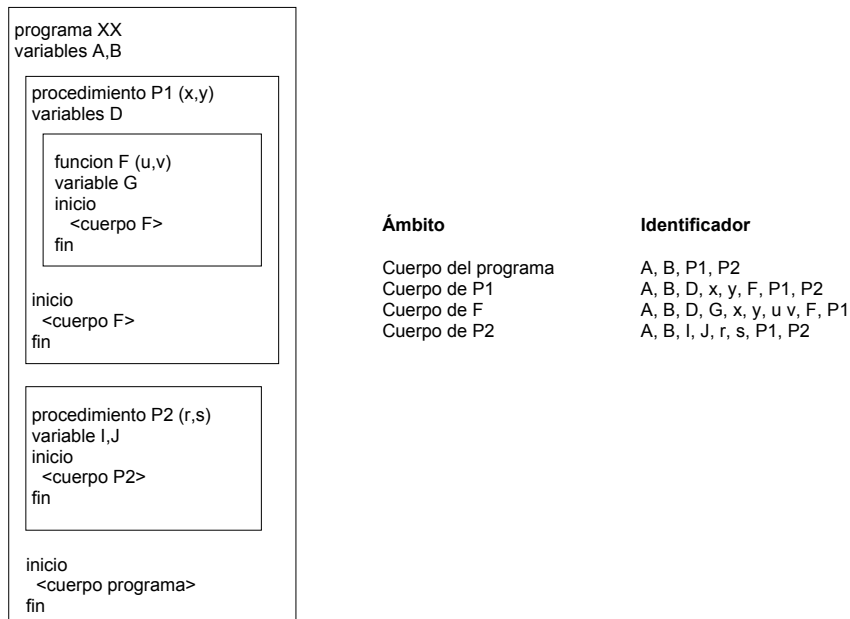 programa XX
variables A,B
procedimiento P1 (x,y)
variables D
funcion F (u,v)
variable G
inicio
<cuerpo F>
fin
inicio
<cuerpo F>
fin
procedimiento P2 (r,s)
variable I,J
inicio
<cuerpo P2>
fin
inicio
<cuerpo programa>
fin
Ámbito Identificador
Cuerpo del programa A, B, P1, P2
Cuerpo de P1 A, B, D, x, y, F, P1, P2
Cuerpo de F A, B, D, G, x, y, u v, F, P1
Cuerpo de P2 A, B, I, J, r, s, P1, P2